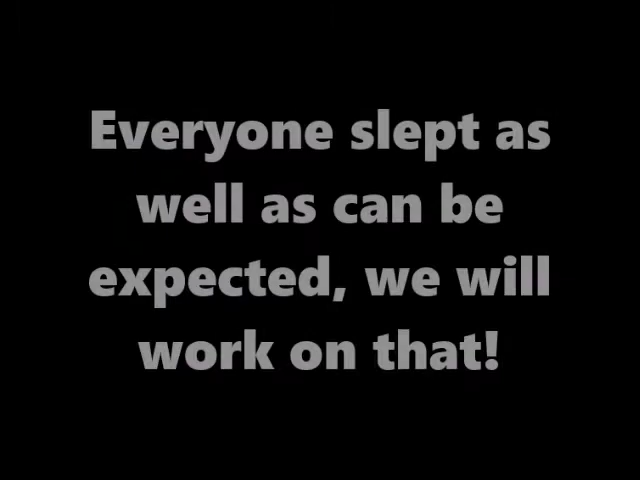 Everyone slept as
well as can be
expected, we will
work on that!